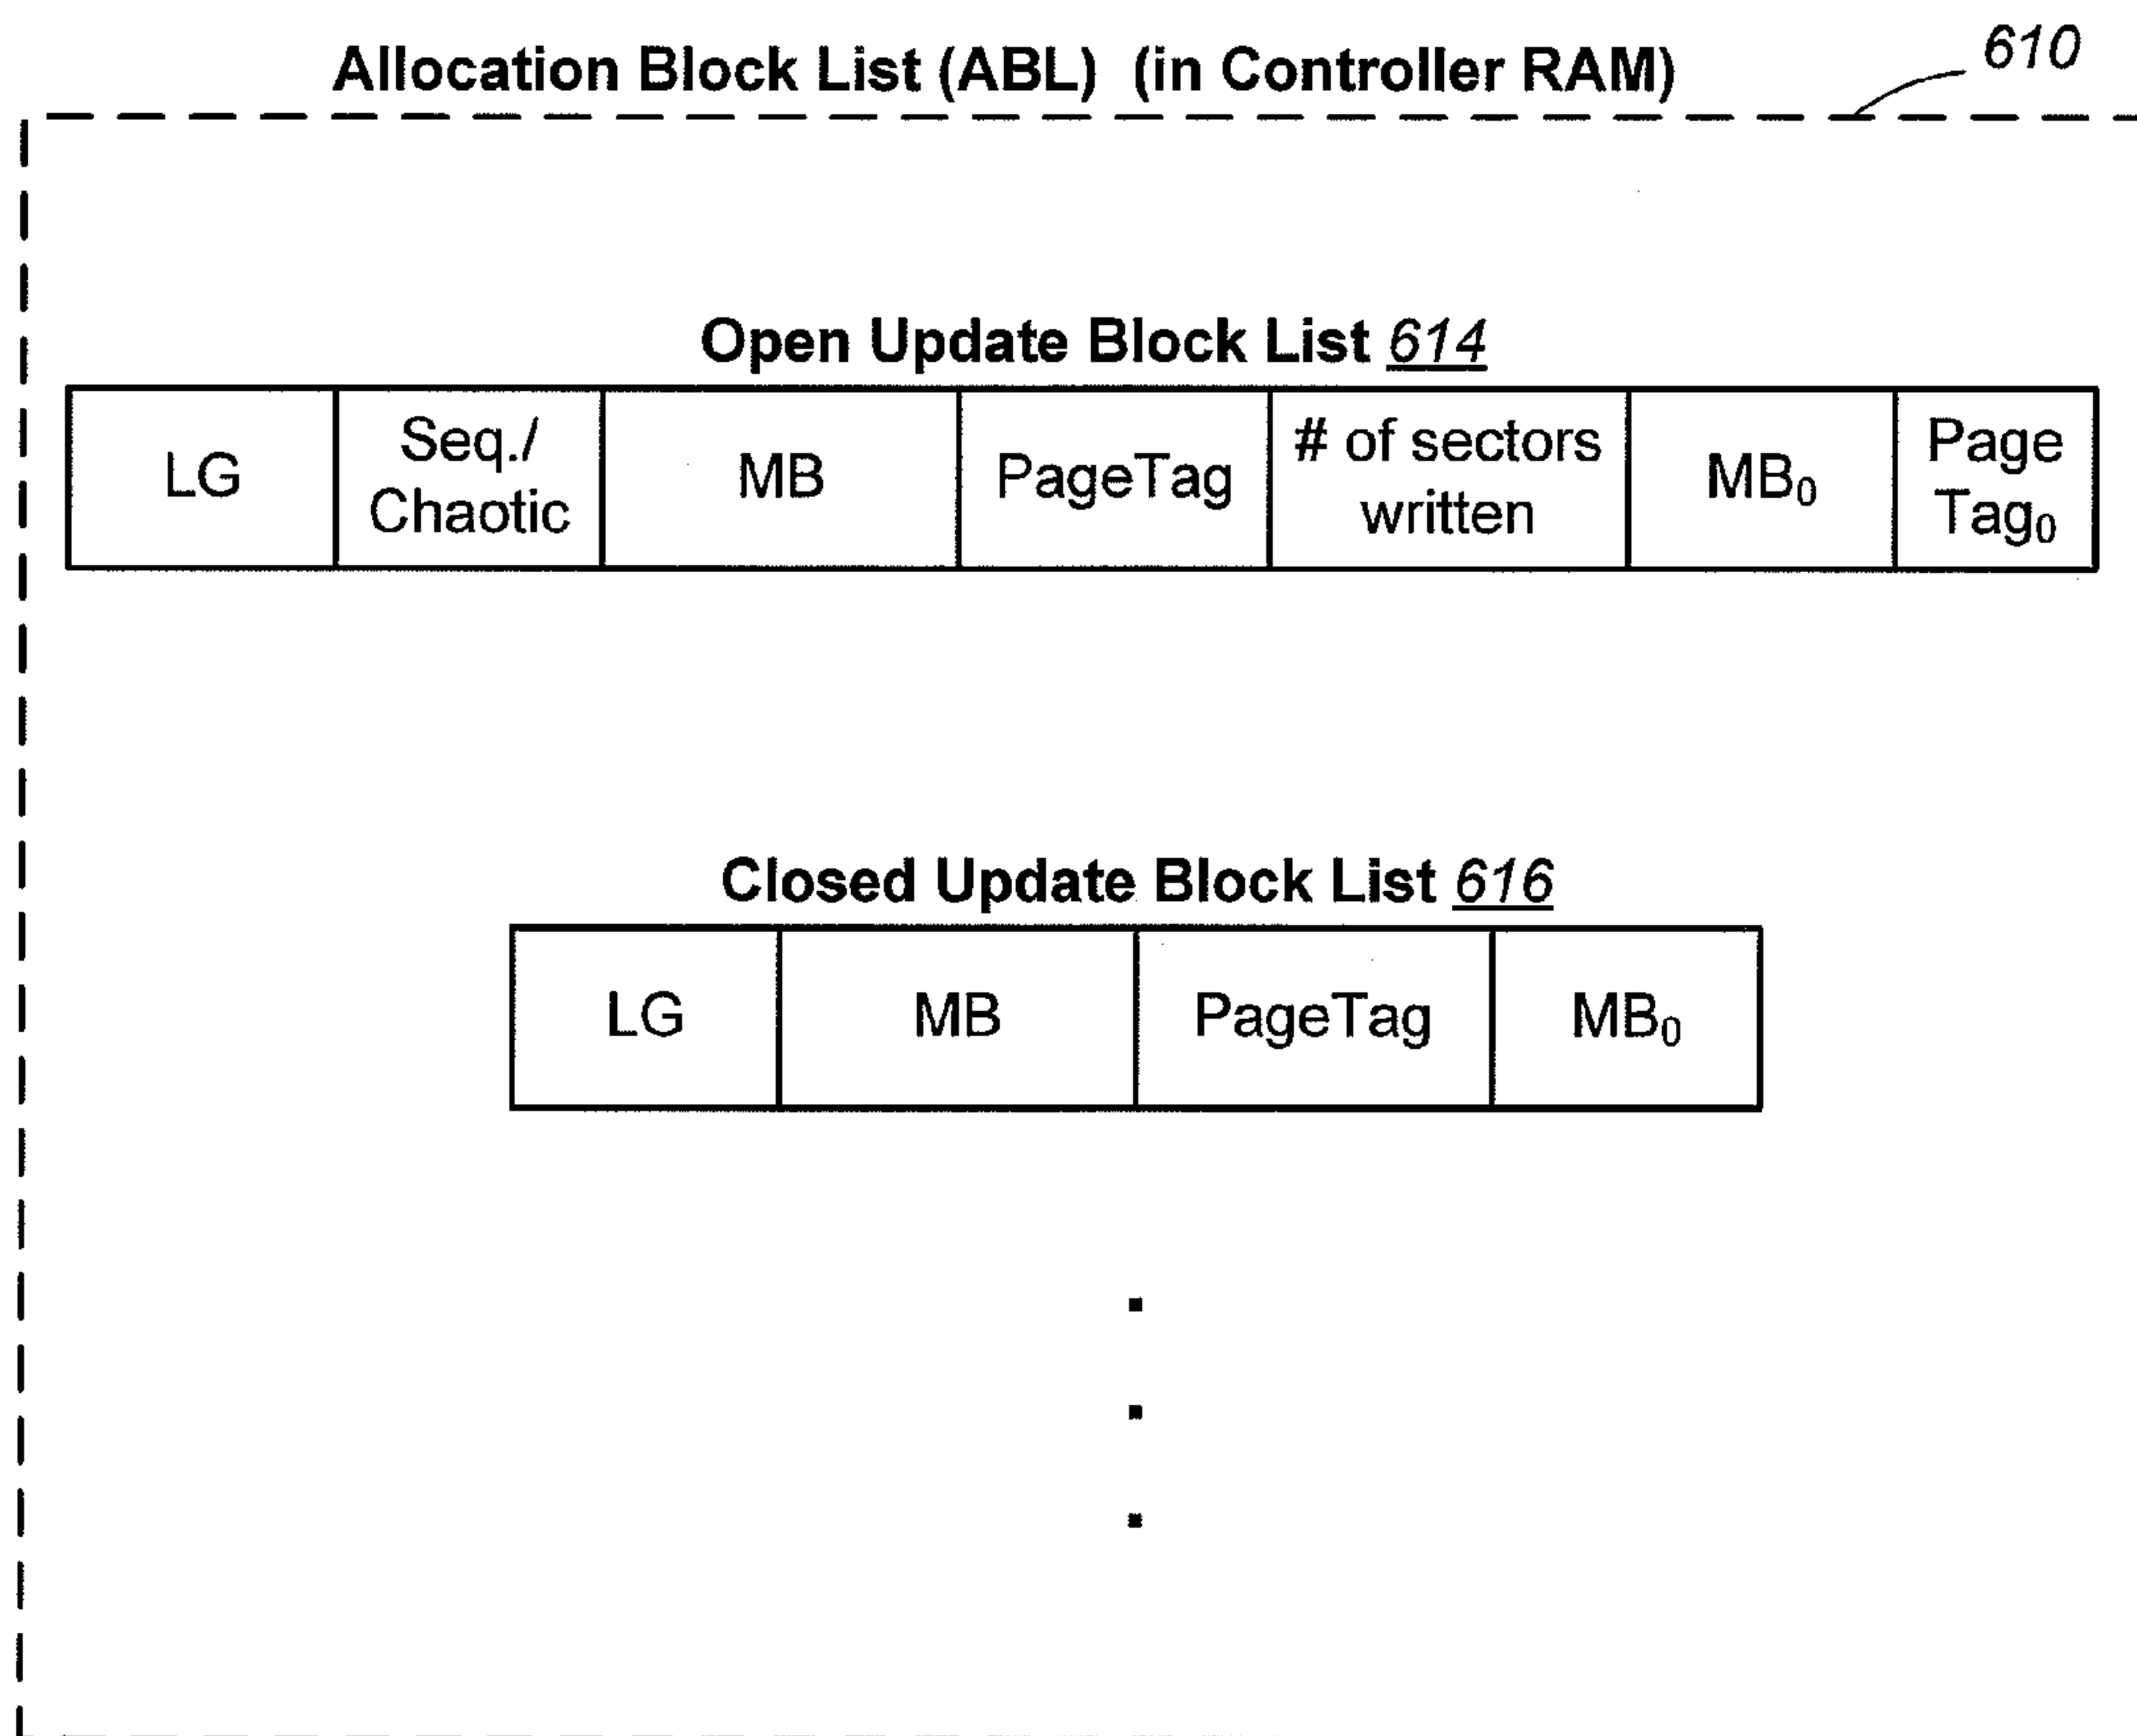 Allocation Block List (ABL) (in Controller RAM)
610
Open Update Block List 614
LG
Seq./
Chaotic
MB
PageTag
# of sectors
written
MB₀
Page
Tag₀
Closed Update Block List 616
LG
MB
PageTag
MB₀